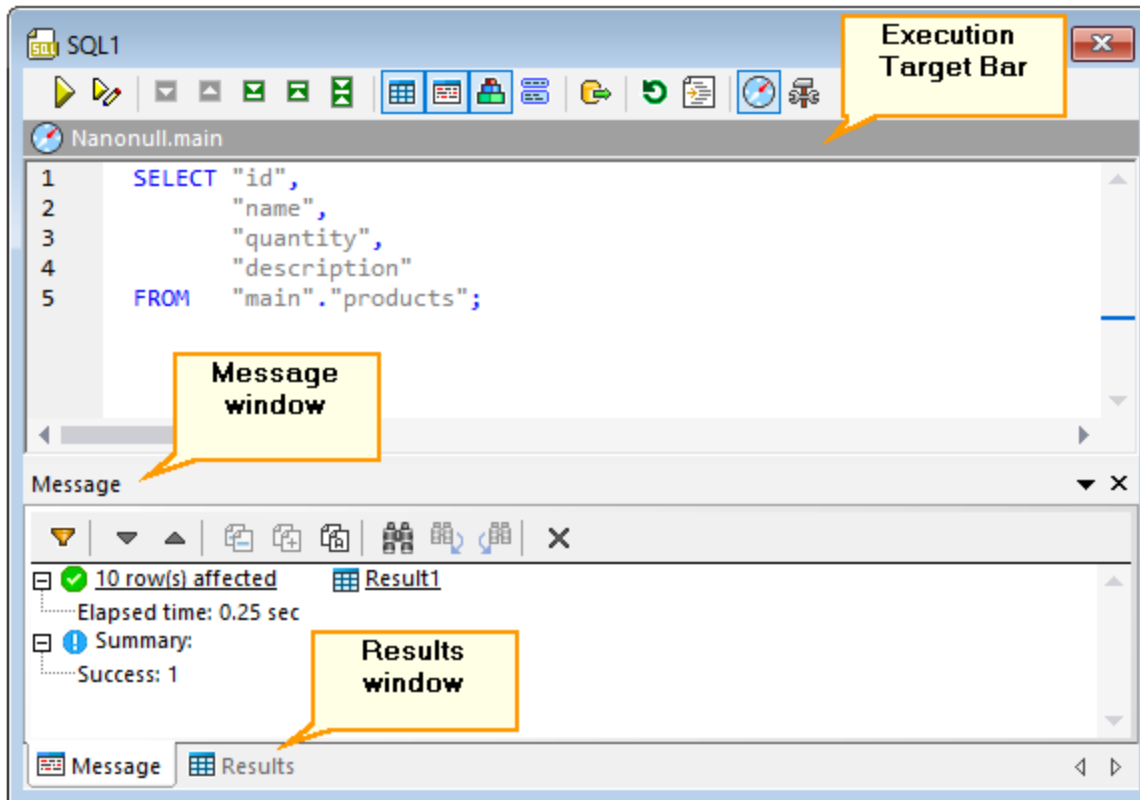 SQL1
Execution
Target Bar
Nanonull.main
1 SELECT "id",
2 "name",
3 "quantity",
4 "description"
5 FROM "main"."products";
Message
window
Message
10 row(s) affected Result1
Elapsed time: 0.25 sec
Summary:
Success: 1
Results
window
Message Results